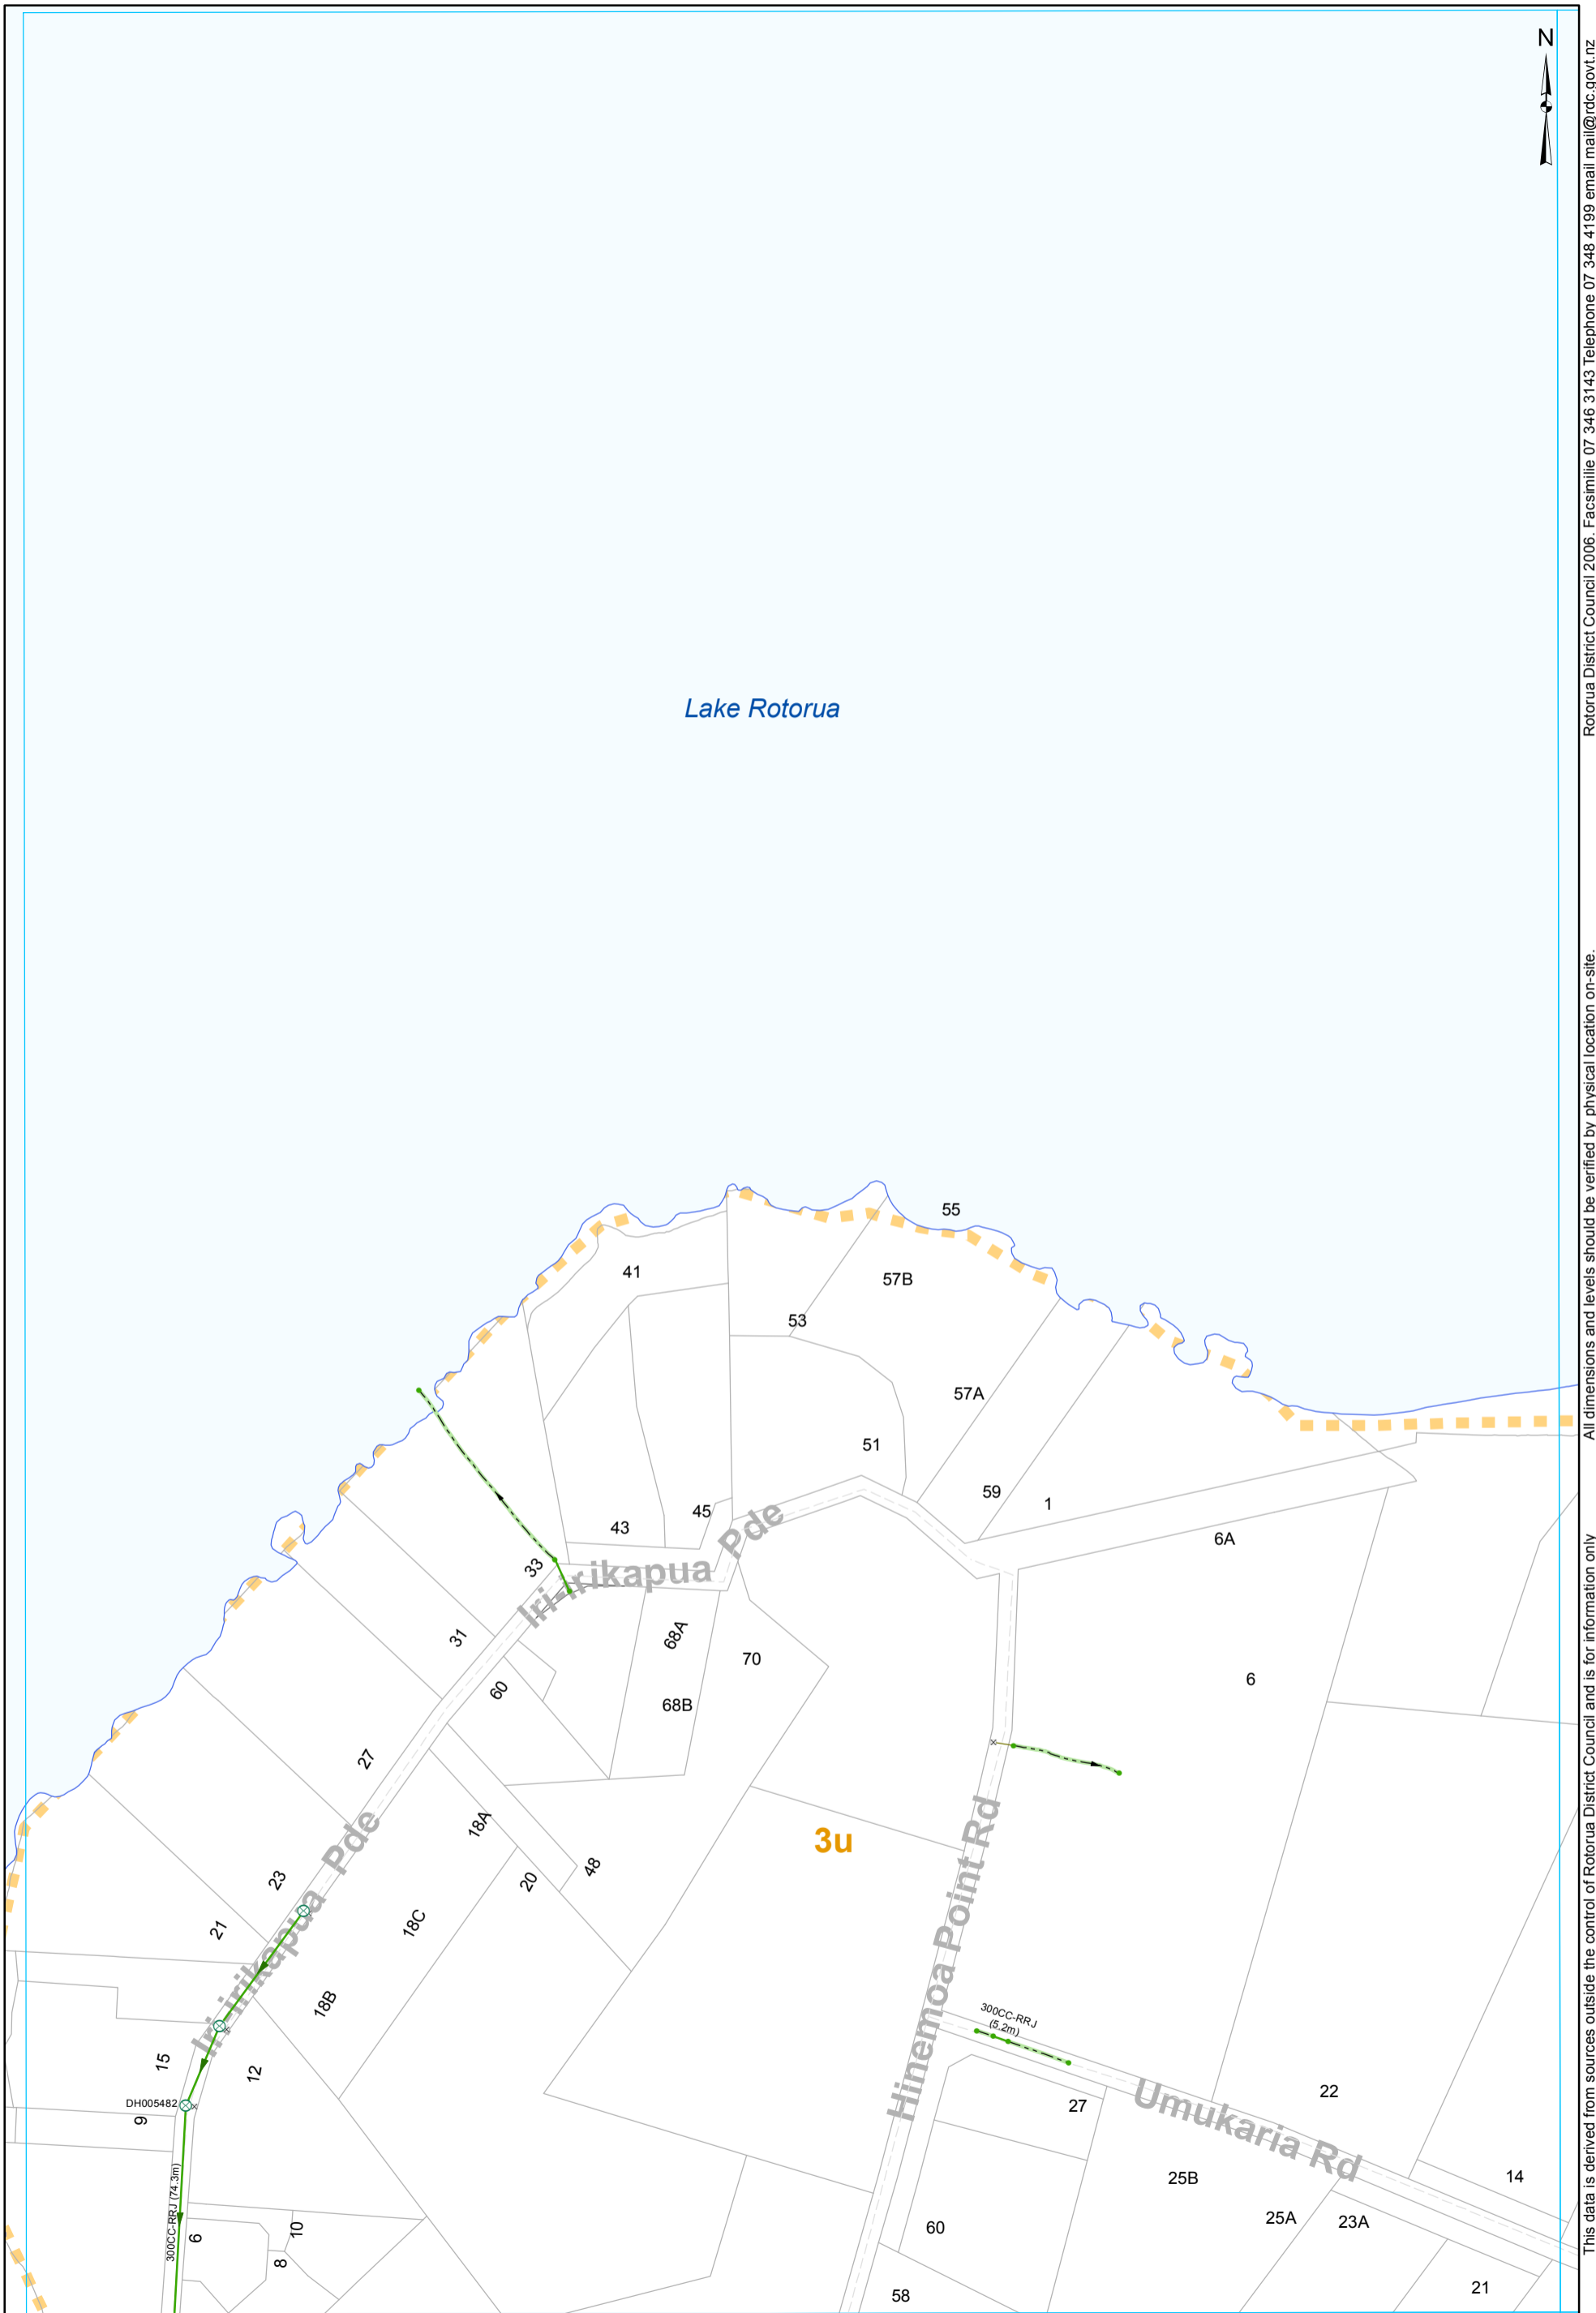 N
Lake Rotorua
55
41
57B
53
57A
51
59
1
45
43
6A
Iri-irikapua Pde
33
31
68A
70
6
60
68B
27
18A
3u
Iri-irikapua Pde
23
48
20
18C
21
18B
Hinemoa Point Rd
300CC-RRJ
(5.2m)
15
12
22
Umukaria Rd
DH005482
27
9
25B
14
300CC-RRJ (74.3m)
25A
23A
60
10
6
8
58
21
Rotorua District Council 2006. Facsimilie 07 346 3143 Telephone 07 348 4199 email mail@rdc.govt.nz
All dimensions and levels should be verified by physical location on-site.
This data is derived from sources outside the control of Rotorua District Council and is for information only